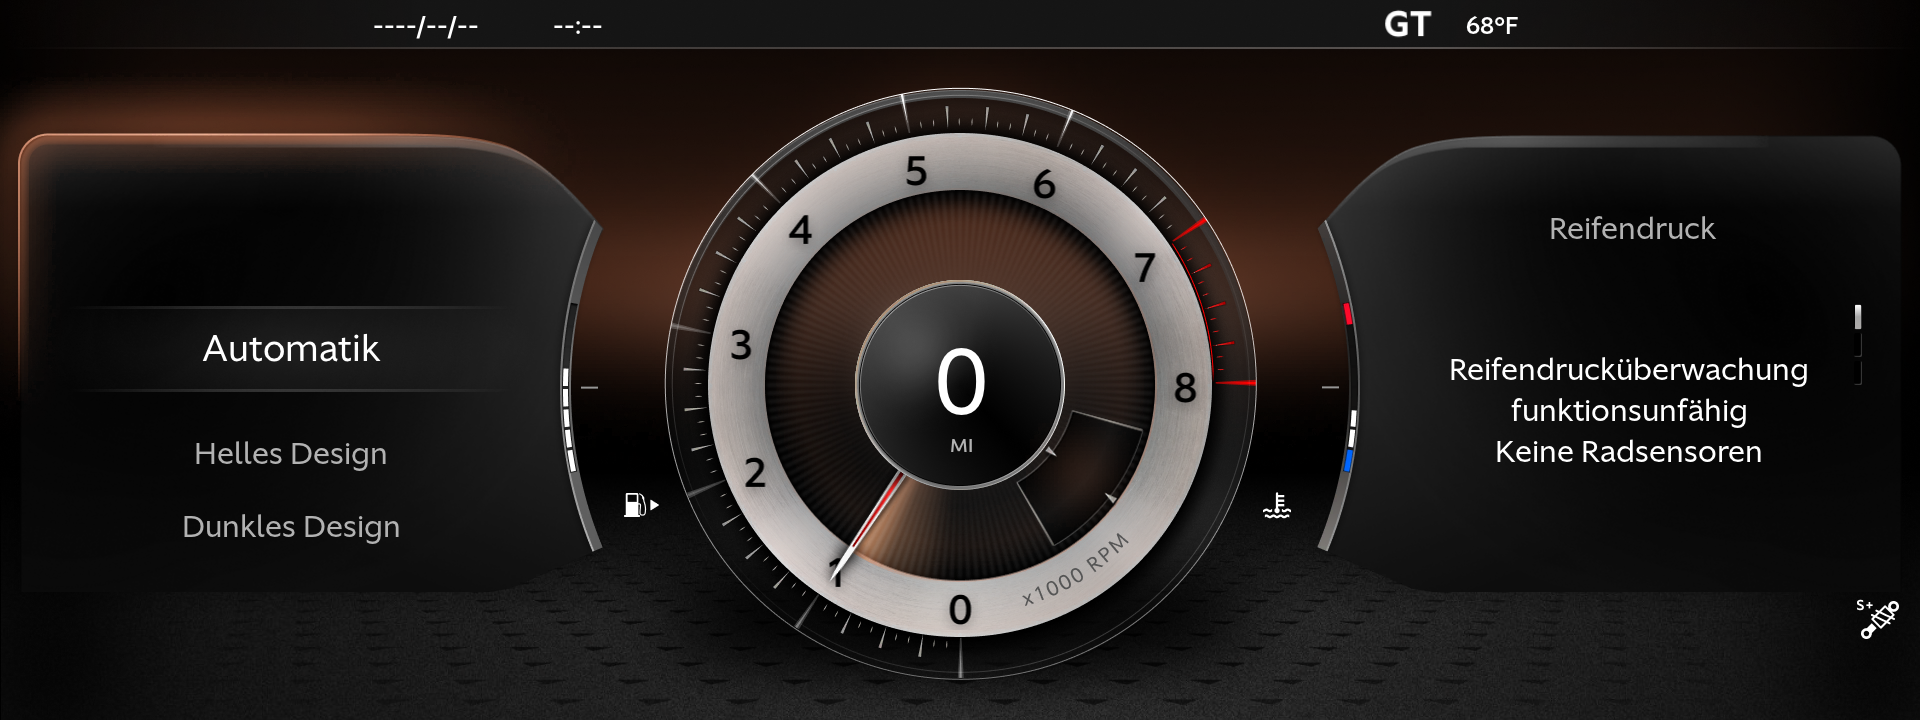 ----/--/-- --:-- GT 68°F
Automatik
Helles Design
Dunkles Design
5
6
4
7
3
8
2
1
0
x1000 RPM
0
MI
Reifendruck
Reifendrucküberwachung
funktionsunfähig
Keine Radsensoren
S+